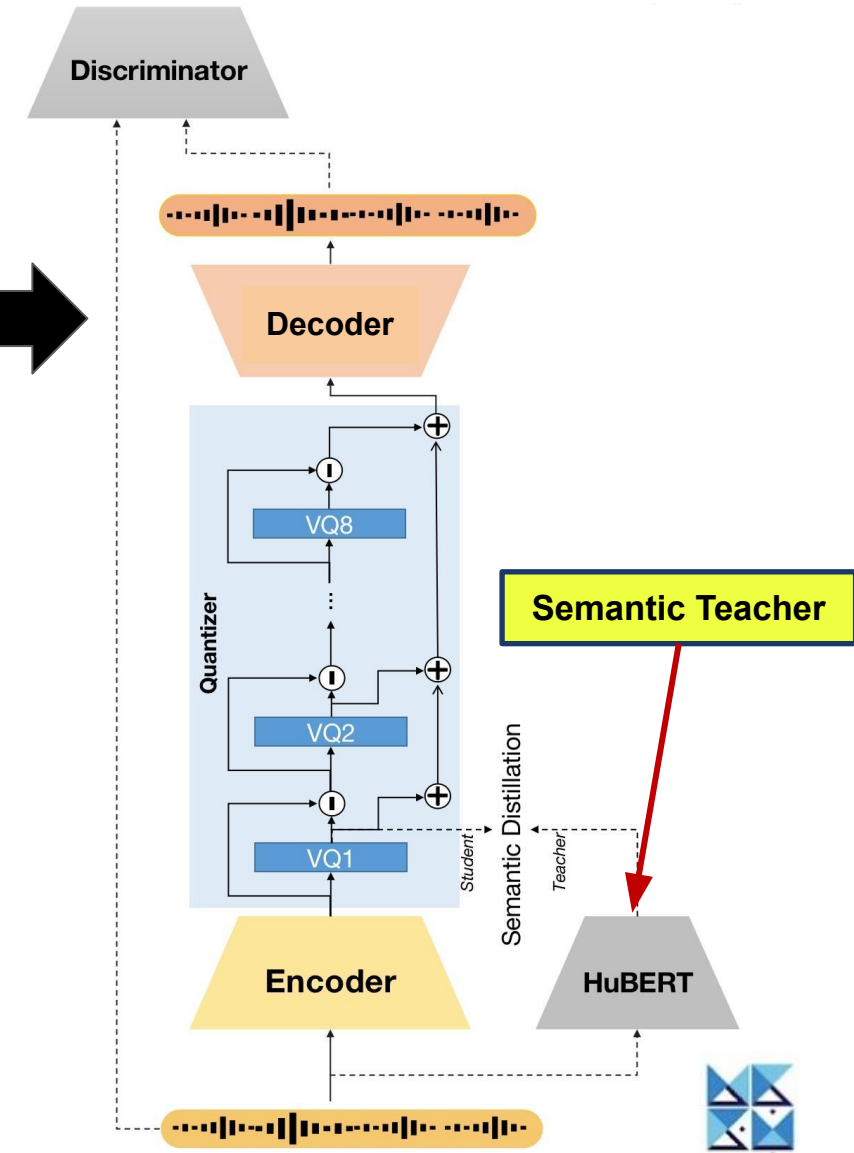 Discriminator
Decoder
VQ8
...
Quantizer
Semantic Teacher
VQ2
Semantic Distillation
Student
Teacher
VQ1
Encoder
HuBERT